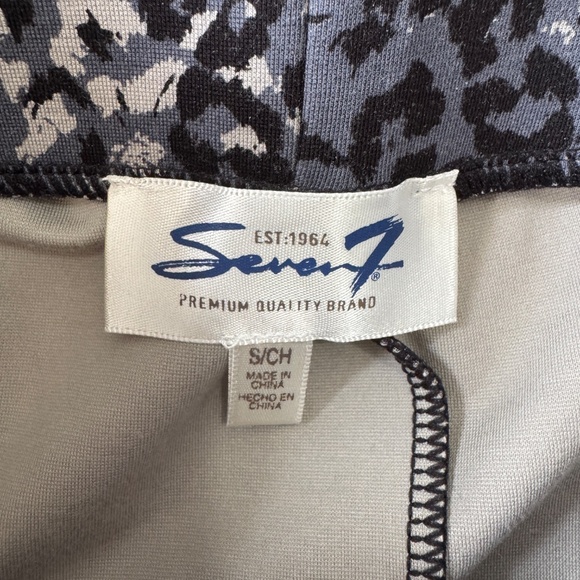 EST:1964
Seven7®
PREMIUM QUALITY BRAND
S/CH
MADE IN
CHINA
HECHO EN
CHINA